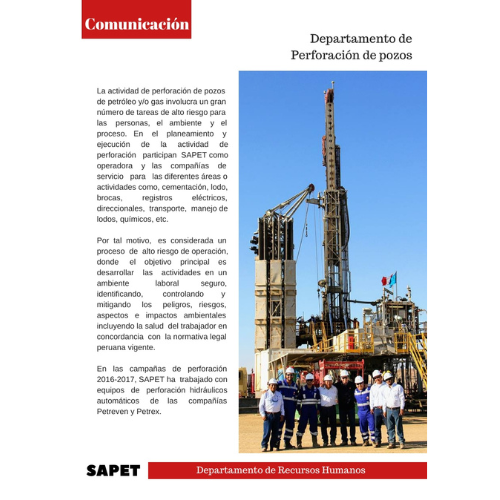 Comunicación
Departamento de
Perforación de pozos
La actividad de perforación de pozos
de petróleo y/o gas involucra un gran
número de tareas de alto riesgo para
las personas, el ambiente y el
proceso. En el planeamiento y
ejecución de la actividad de
perforación participan SAPET como
operadora y las compañías de
servicio para las diferentes áreas o
actividades como, cementación, lodo,
brocas, registros eléctricos,
direccionales, transporte, manejo de
lodos, químicos, etc.
Por tal motivo, es considerada un
proceso de alto riesgo de operación,
donde el objetivo principal es
desarrollar las actividades en un
ambiente laboral seguro,
identificando, controlando y
mitigando los peligros, riesgos,
aspectos e impactos ambientales
incluyendo la salud del trabajador en
concordancia con la normativa legal
peruana vigente.
En las campañas de perforación
2016-2017, SAPET ha trabajado con
equipos de perforación hidráulicos
automáticos de las compañías
Petreven y Petrex.
SAPET
Departamento de Recursos Humanos